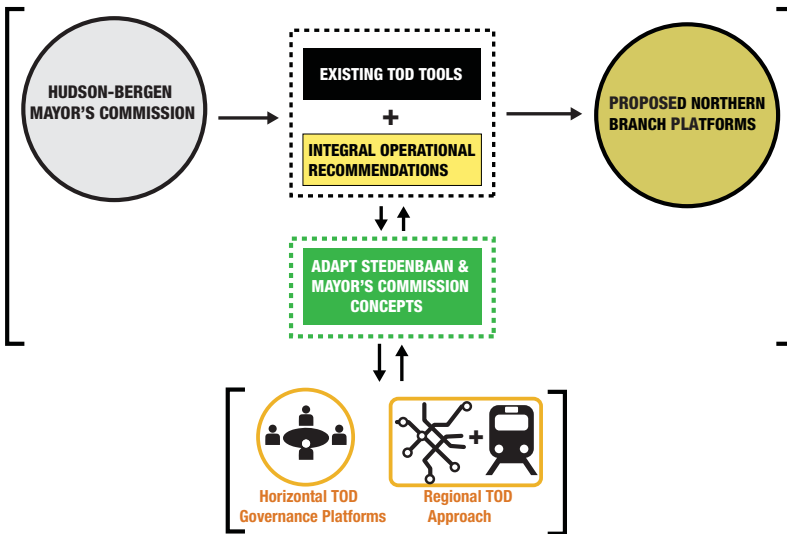 HUDSON-BERGEN
MAYOR'S COMMISSION
EXISTING TOD TOOLS
+
INTEGRAL OPERATIONAL
RECOMMENDATIONS
PROPOSED NORTHERN
BRANCH PLATFORMS
ADAPT STEDENBAAN &
MAYOR'S COMMISSION
CONCEPTS
+
Horizontal TOD
Governance Platforms
Regional TOD
Approach